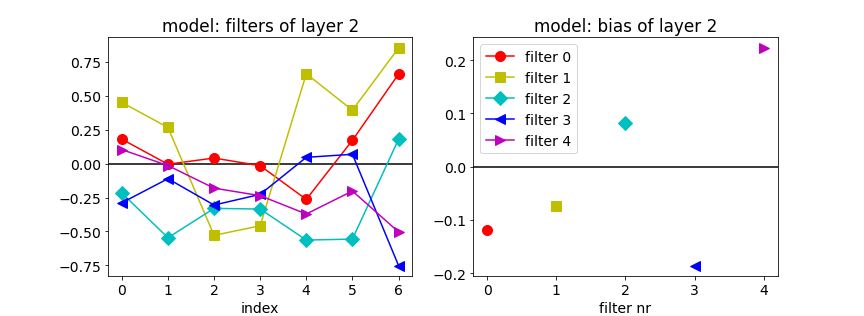 model: filters of layer 2
0.75
0.50
0.25
0.00
−0.25
−0.50
−0.75
0 1 2 3 4 5 6
index
model: bias of layer 2
filter 0
filter 1
filter 2
filter 3
filter 4
0.2
0.1
0.0
−0.1
−0.2
0 1 2 3 4
filter nr